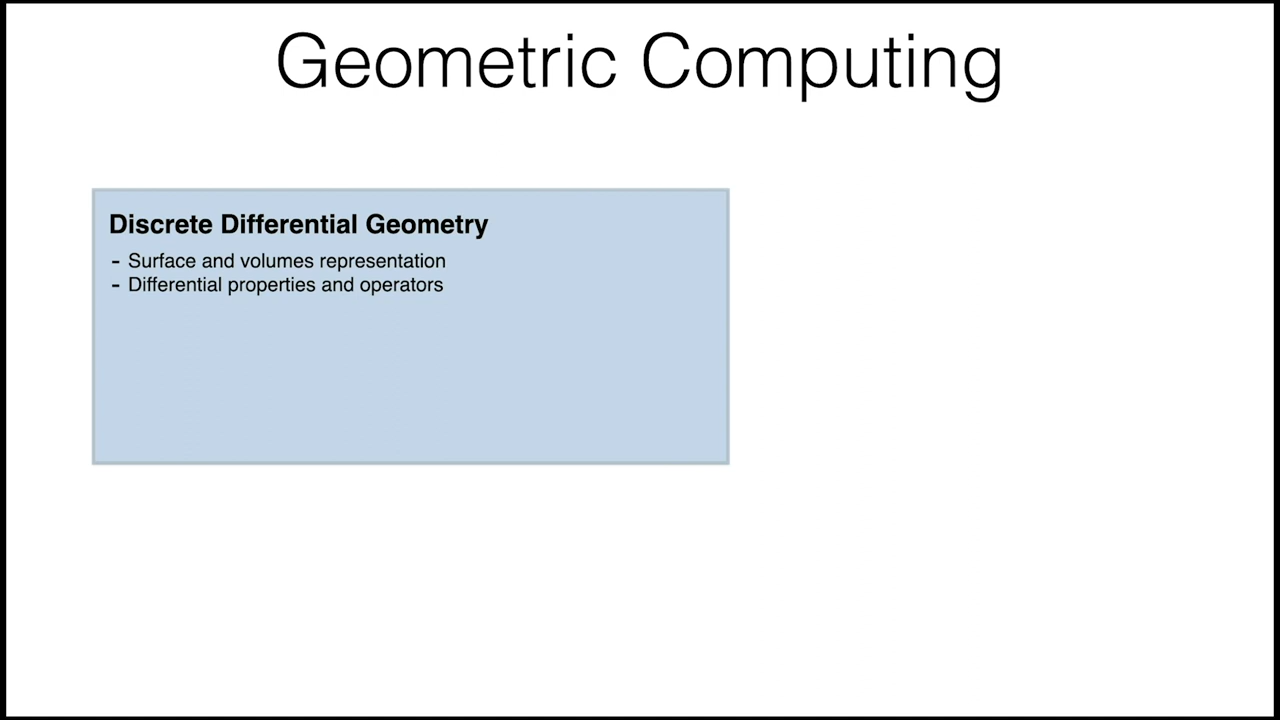 Geometric Computing
Discrete Differential Geometry
- Surface and volumes representation
- Differential properties and operators